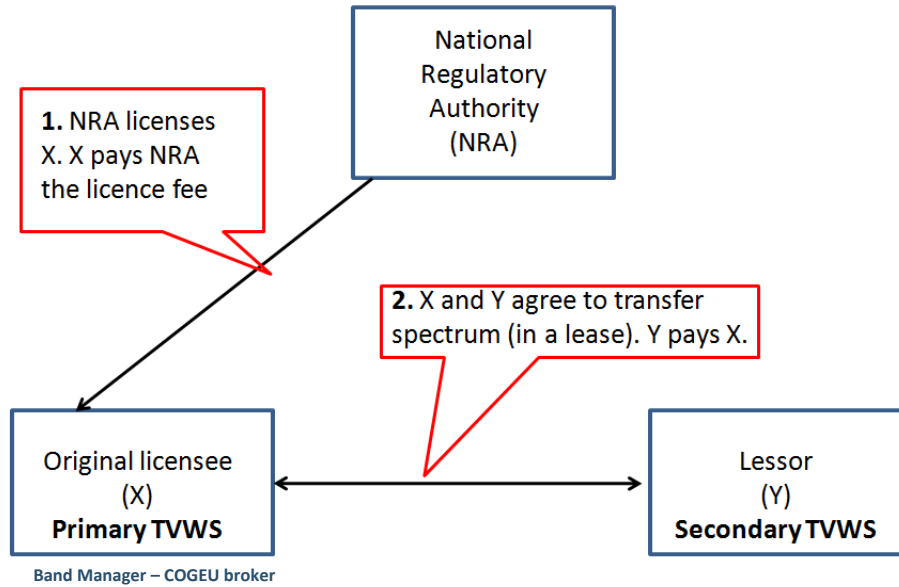 National
Regulatory
Authority
(NRA)
1. NRA licenses
X. X pays NRA
the licence fee
2. X and Y agree to transfer
spectrum (in a lease). Y pays X.
Original licensee
(X)
Primary TVWS
Lessor
(Y)
Secondary TVWS
Band Manager – COGEU broker